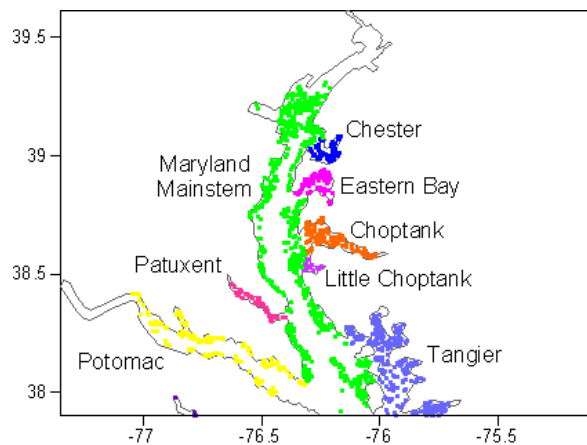 39.5
Chester
39
Maryland
Mainstem
Eastern Bay
Choptank
38.5
Patuxent
Little Choptank
Tangier
Potomac
38
-77
-76.5
-76
-75.5